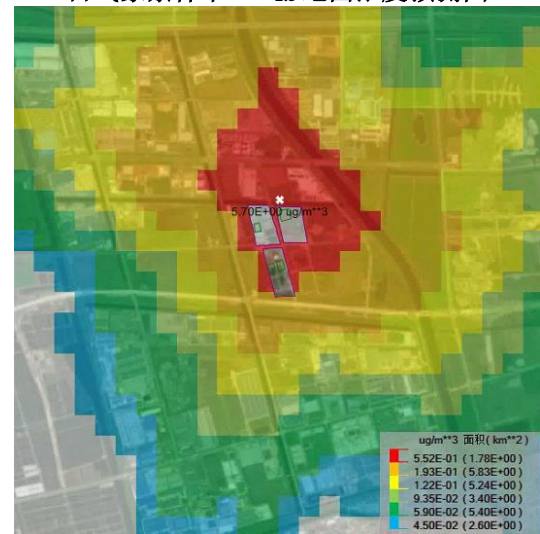 5.70E+00 ug/m**3
ug/m**3 面积( km**2 )
5.52E-01 ( 1.78E+00 )
1.93E-01 ( 5.83E+00 )
1.22E-01 ( 5.24E+00 )
9.35E-02 ( 3.40E+00 )
5.90E-02 ( 5.40E+00 )
4.50E-02 ( 2.60E+00 )